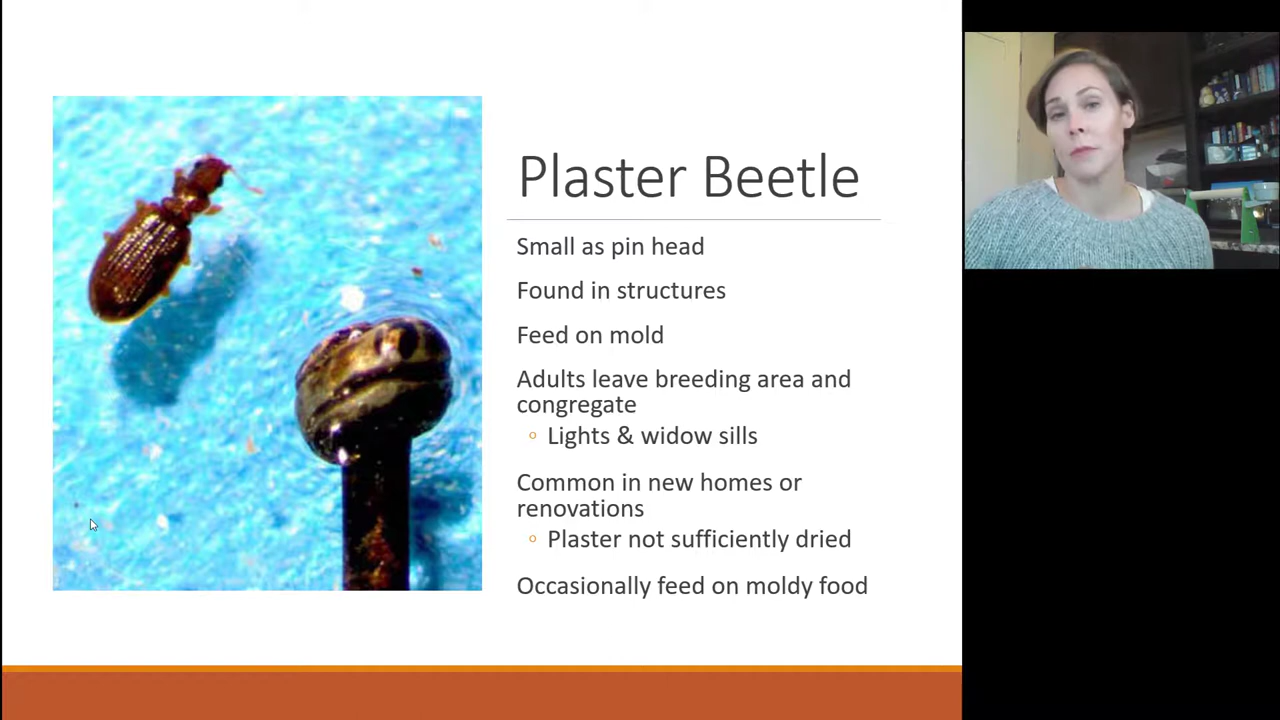 Plaster Beetle
Small as pin head
Found in structures
Feed on mold
Adults leave breeding area and
congregate
Lights & widow sills
Common in new homes or
renovations
Plaster not sufficiently dried
Occasionally feed on moldy food